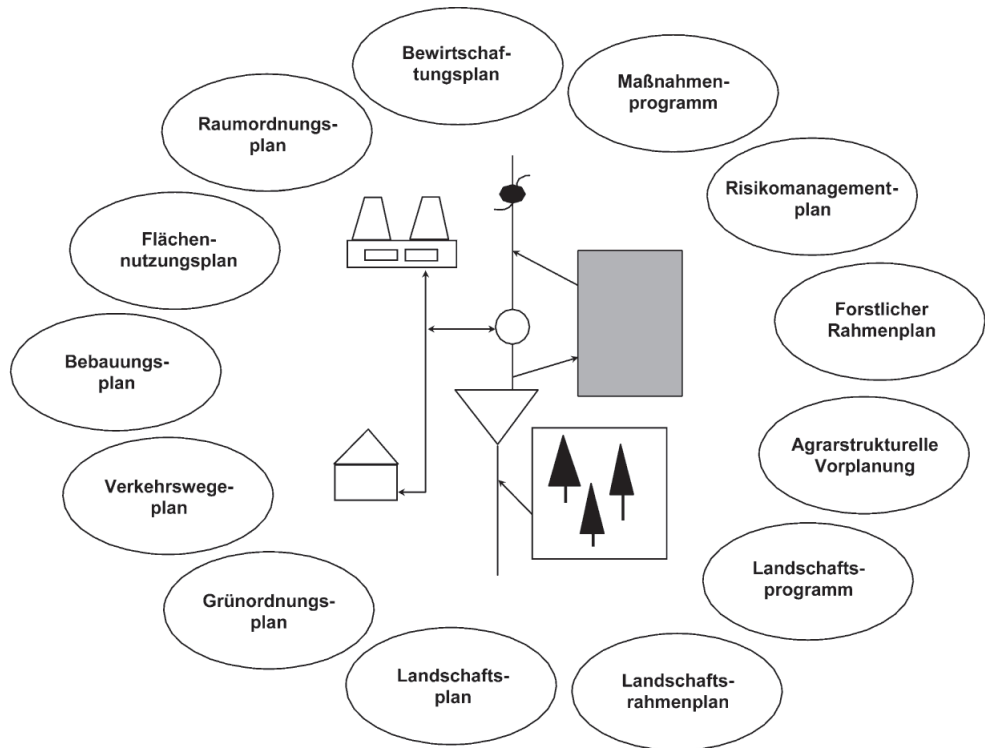 Bewirtschaf-
tungsplan
Maßnahmen-
programm
Risikomanagement-
plan
Forstlicher
Rahmenplan
Agrarstrukturelle
Vorplanung
Landschafts-
programm
Landschafts-
rahmenplan
Landschafts-
plan
Grünordnungs-
plan
Verkehrswege-
plan
Bebauungs-
plan
Flächen-
nutzungsplan
Raumordnungs-
plan